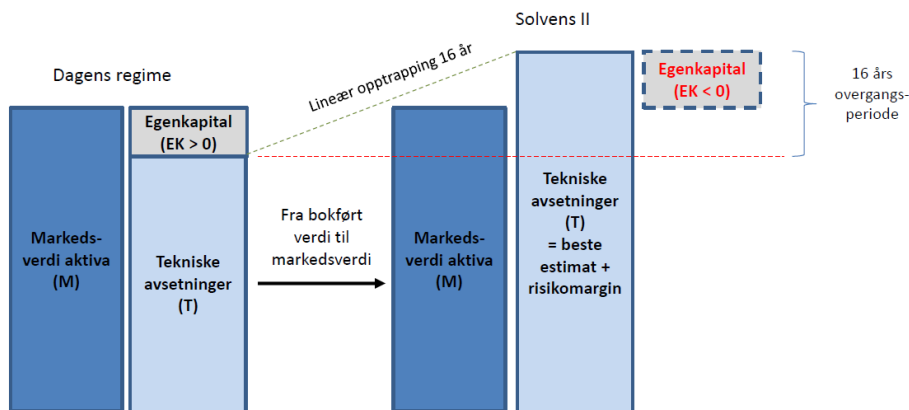 Solvens II
Dagens regime
Lineær opptrapping 16 år
Egenkapital
(EK > 0)
Egenkapital
(EK < 0)
16 års
overgangs-
periode
Markeds-
verdi aktiva
(M)
Tekniske
avsetninger
(T)
Fra bokført
verdi til
markedsverdi
Markeds-
verdi aktiva
(M)
Tekniske
avsetninger
(T)
= beste
estimat +
risikomargin